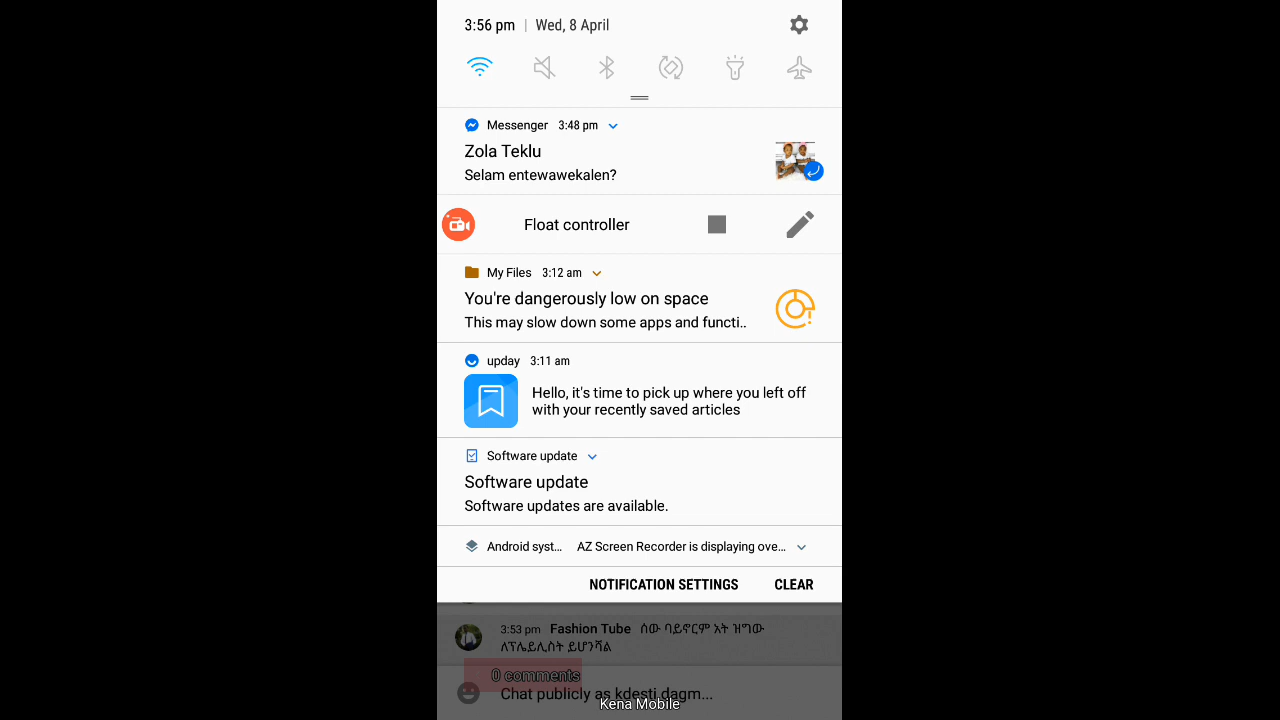 3:56 pm | Wed, 8 April
Messenger 3:48 pm
Zola Teklu
Selam entewawekalen?
Float controller
My Files 3:12 am
You're dangerously low on space
This may slow down some apps and functi..
upday 3:11 am
Hello, it's time to pick up where you left off
with your recently saved articles
Software update
Software update
Software updates are available.
Android syst... AZ Screen Recorder is displaying ove...
NOTIFICATION SETTINGS CLEAR
3:53 pm Fashion Tube ሰው ባይኖርም አት ዝግው
ለፕሌይሊስት ይሆንሻል
0 comments
Chat publicly as kdesti dagm...
Kena Mobile